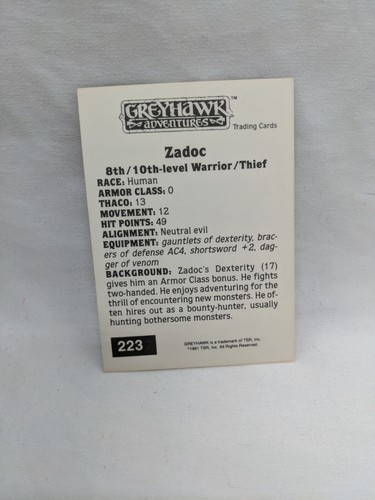 GREYHAWK™
ADVENTURES
Trading Cards
Zadoc
8th/10th-level Warrior/Thief
RACE: Human
ARMOR CLASS: 0
THACO: 13
MOVEMENT: 12
HIT POINTS: 49
ALIGNMENT: Neutral evil
EQUIPMENT: gauntlets of dexterity, brac-
ers of defense AC4, shortsword +2, dag-
ger of venom
BACKGROUND: Zadoc's Dexterity (17)
gives him an Armor Class bonus. He fights
two-handed. He enjoys adventuring for the
thrill of encountering new monsters. He of-
ten hires out as a bounty-hunter, usually
hunting bothersome monsters.
223
GREYHAWK is a trademark of TSR, Inc.
©1991 TSR, Inc. All Rights Reserved.